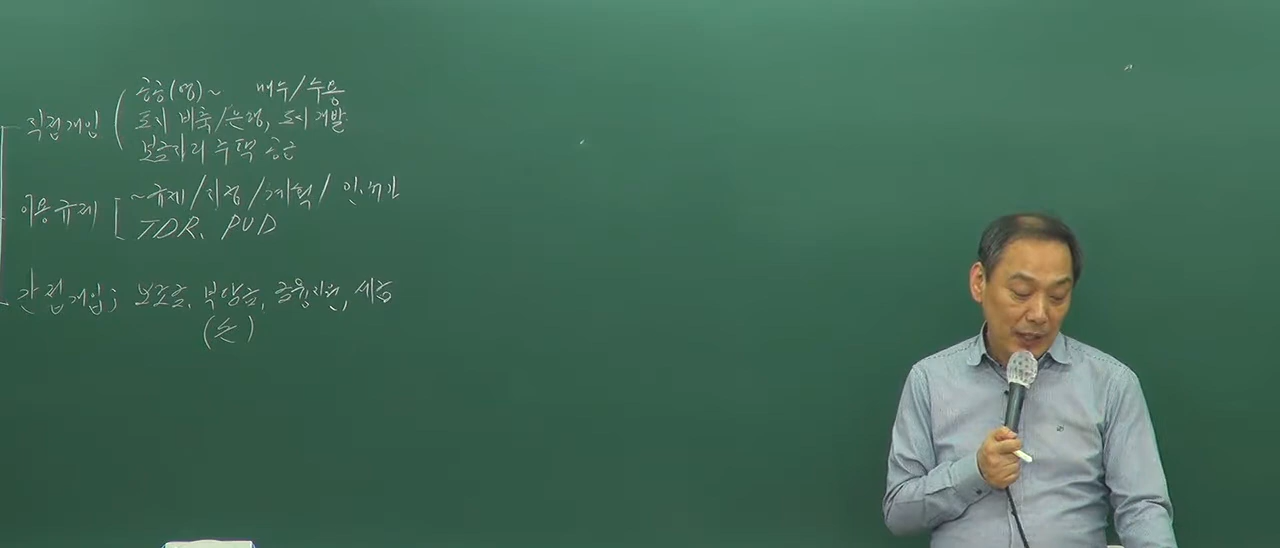 직접개입 ( 공공(영)~ 매수/수용
토지 비축/은행, 도시개발
보금자리 주택 공급
이용규제 [ ~규제/지정/계획/ 인·허가
TDR, PUD
간접개입; 보조금, 부담금, 금융지원, 세금
(손)